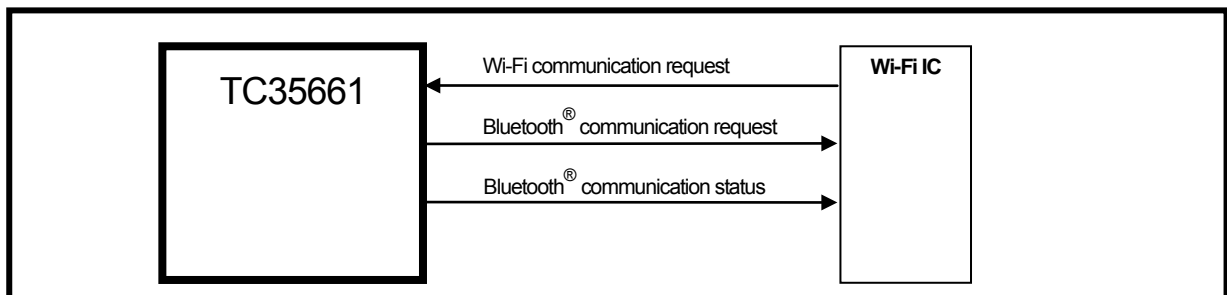 TC35661
Wi-Fi communication request
Wi-Fi IC
Bluetooth® communication request
Bluetooth® communication status